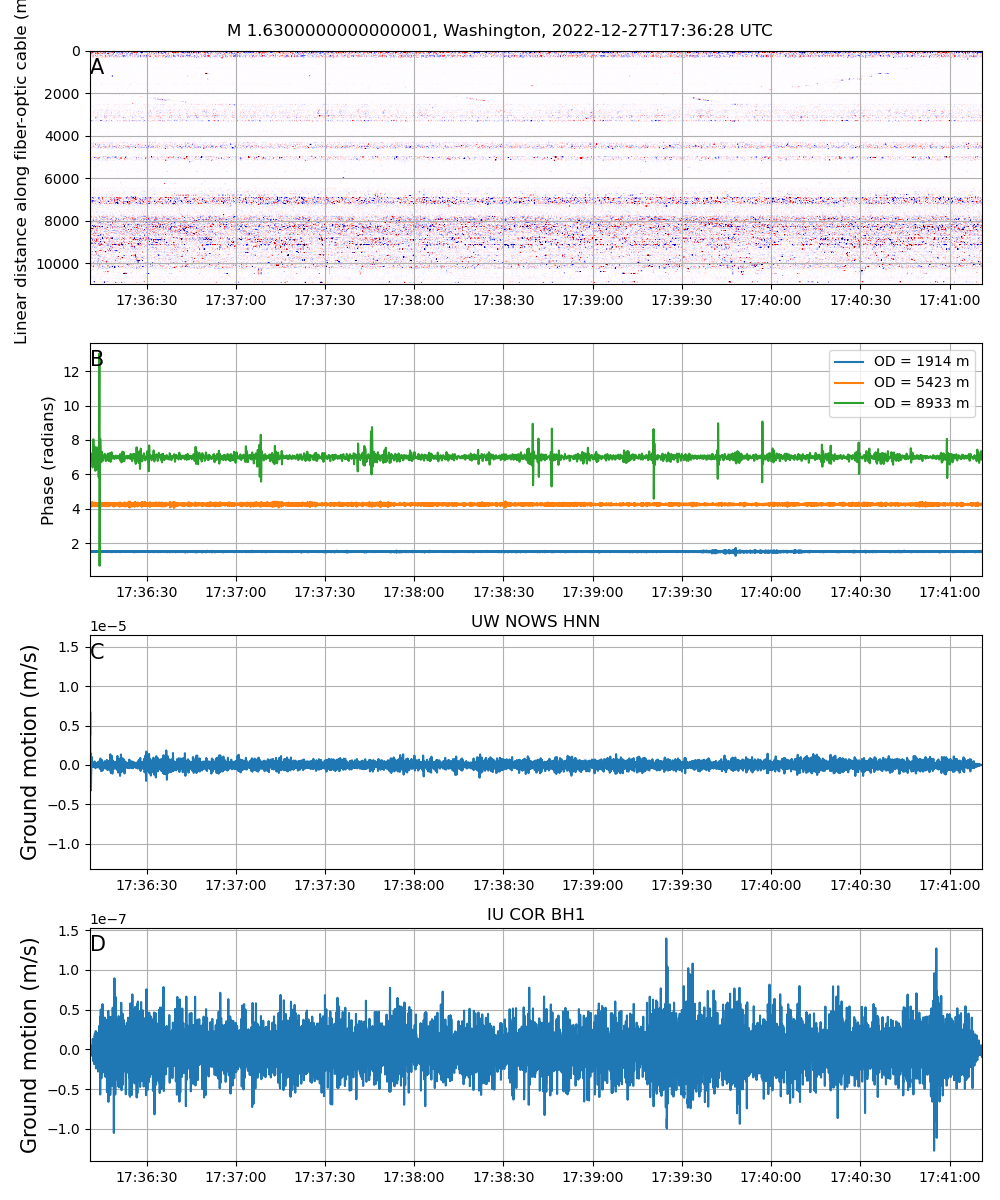 M 1.6300000000000001, Washington, 2022-12-27T17:36:28 UTC
Linear distance along fiber-optic cable (m
A
0
2000
4000
6000
8000
10000
17:36:30 17:37:00 17:37:30 17:38:00 17:38:30 17:39:00 17:39:30 17:40:00 17:40:30 17:41:00
Phase (radians)
B
12
10
8
6
4
2
OD = 1914 m
OD = 5423 m
OD = 8933 m
17:36:30 17:37:00 17:37:30 17:38:00 17:38:30 17:39:00 17:39:30 17:40:00 17:40:30 17:41:00
UW NOWS HNN
1e−5
Ground motion (m/s)
C
1.5
1.0
0.5
0.0
−0.5
−1.0
17:36:30 17:37:00 17:37:30 17:38:00 17:38:30 17:39:00 17:39:30 17:40:00 17:40:30 17:41:00
IU COR BH1
1e−7
Ground motion (m/s)
D
1.5
1.0
0.5
0.0
−0.5
−1.0
17:36:30 17:37:00 17:37:30 17:38:00 17:38:30 17:39:00 17:39:30 17:40:00 17:40:30 17:41:00